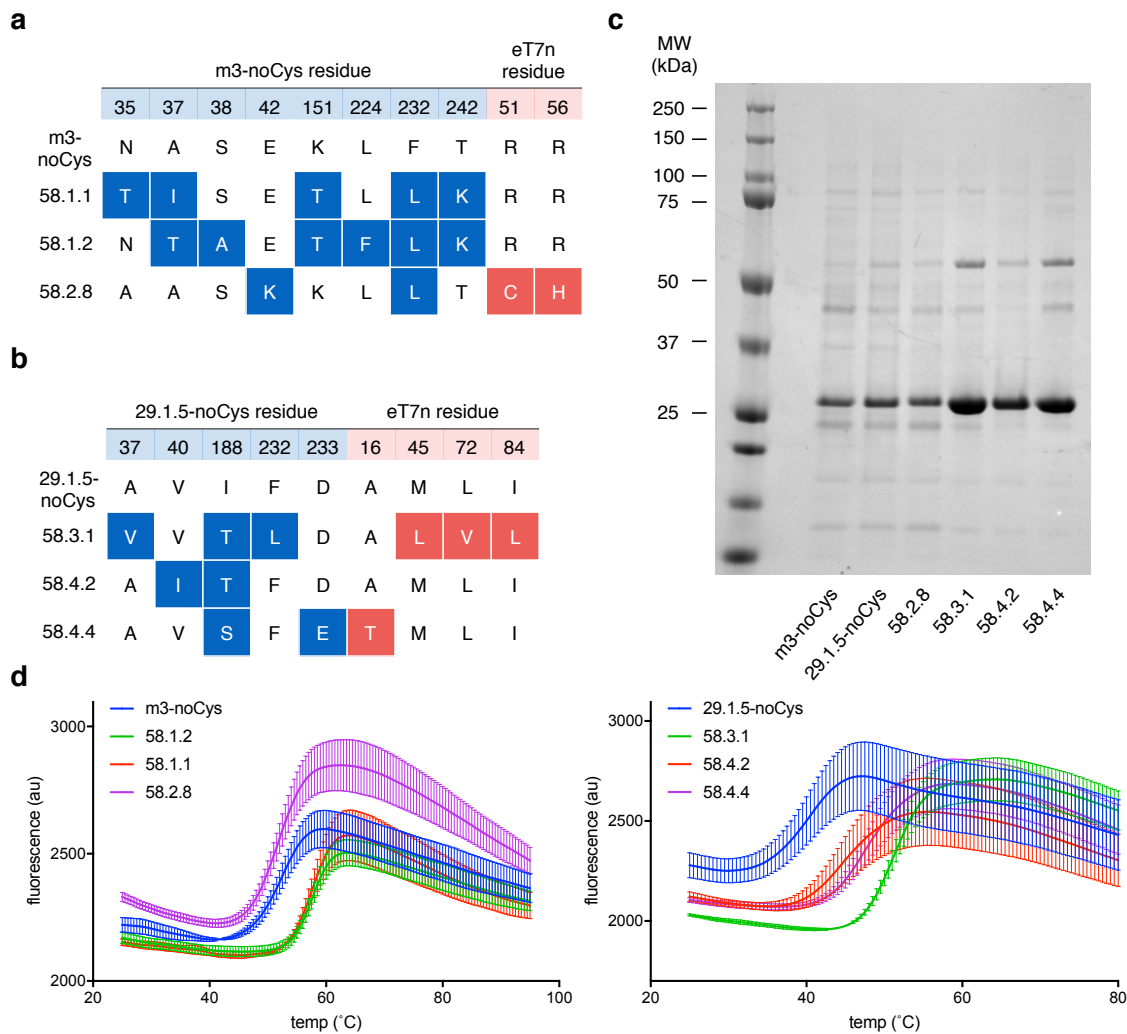 a
m3-noCys residue
eT7n
residue
35 37 38 42 151 224 232 242 51 56
m3-
noCys N A S E K L F T R R
58.1.1 T I S E T L L K R R
58.1.2 N T A E T F L K R R
58.2.8 A A S K K L L T C H
b
29.1.5-noCys residue eT7n residue
37 40 188 232 233 16 45 72 84
29.1.5-
noCys A V I F D A M L I
58.3.1 V V T L D A L V L
58.4.2 A I T F D A M L I
58.4.4 A V S F E T M L I
c
MW
(kDa)
250
150
100
75
50
37
25
m3-noCys
29.1.5-noCys
58.2.8
58.3.1
58.4.2
58.4.4
d
m3-noCys
58.1.2
58.1.1
58.2.8
fluorescence (au)
3000
2500
2000
20 40 60 80 100
temp (˚C)
29.1.5-noCys
58.3.1
58.4.2
58.4.4
fluorescence (au)
3000
2500
2000
20 40 60 80
temp (˚C)